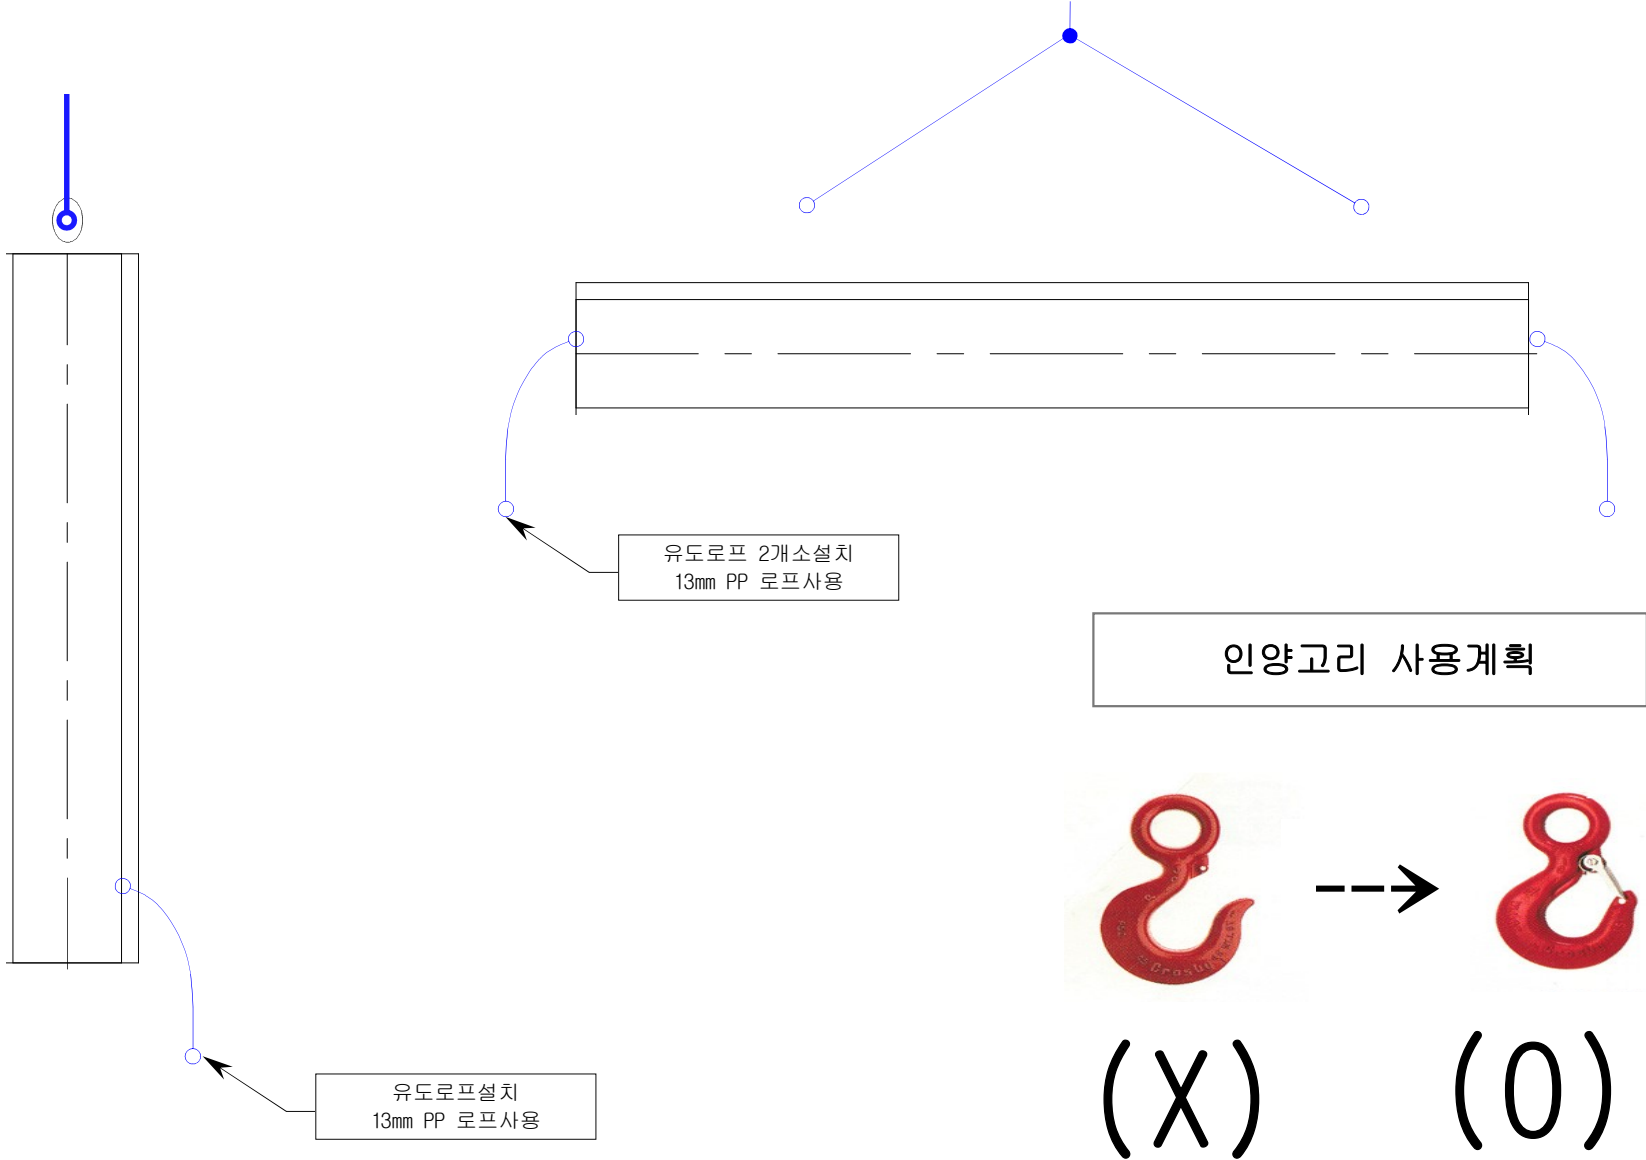 유도로프 2개소설치
13mm PP 로프사용
인양고리 사용계획
Crosby
(X)
(O)
유도로프설치
13mm PP 로프사용